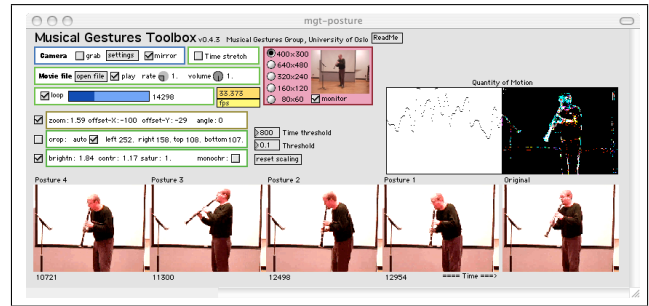 mgt-posture
Musical Gestures Toolbox v0.4.3 Musical Gestures Group, University of Oslo ReadMe
Camera grab settings mirror Time stretch
Movie file open file play rate 1. volume 1.
loop 14298 33.373 fps
400x300
640x480
320x240
160x120
80x60 monitor
Quantity of Motion
zoom: 1.59 offset-X: -100 offset-Y: -29 angle: 0
crop: auto left 252. right 158. top 108. bottom 107.
brightn: 1.84 contr: 1.17 satur: 1. monochr:
800 Time threshold
0.1 Threshold
reset scaling
Posture 4 Posture 3 Posture 2 Posture 1 Original
10721 11300 12498 12954 ==== Time ===>